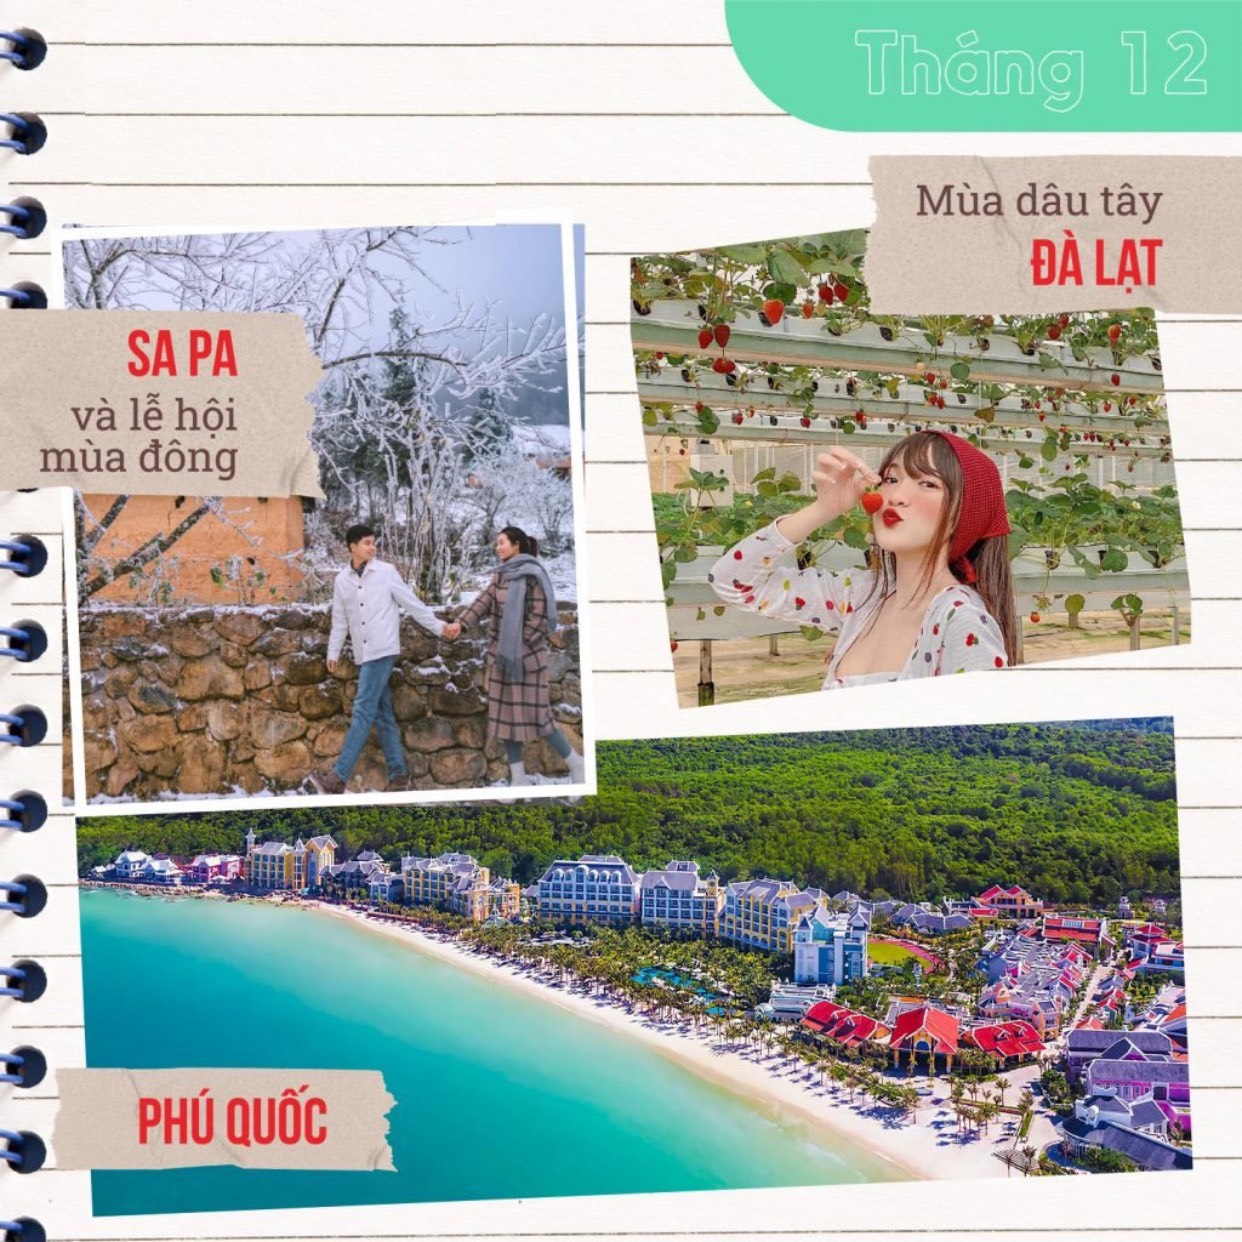 Tháng 12
Mùa dâu tây
ĐÀ LẠT
SA PA
và lễ hội
mùa đông
PHÚ QUỐC